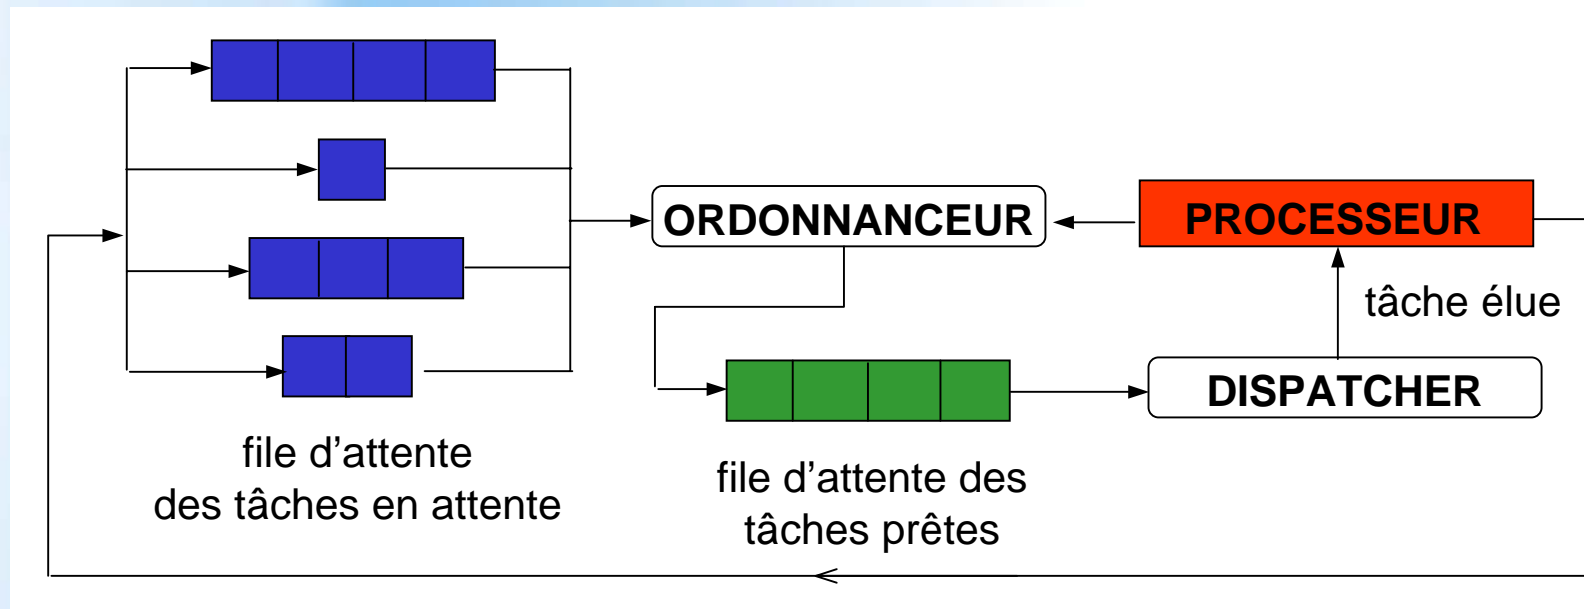 ORDONNANCEUR
PROCESSEUR
tâche élue
DISPATCHER
file d’attente
des tâches en attente
file d’attente des
tâches prêtes